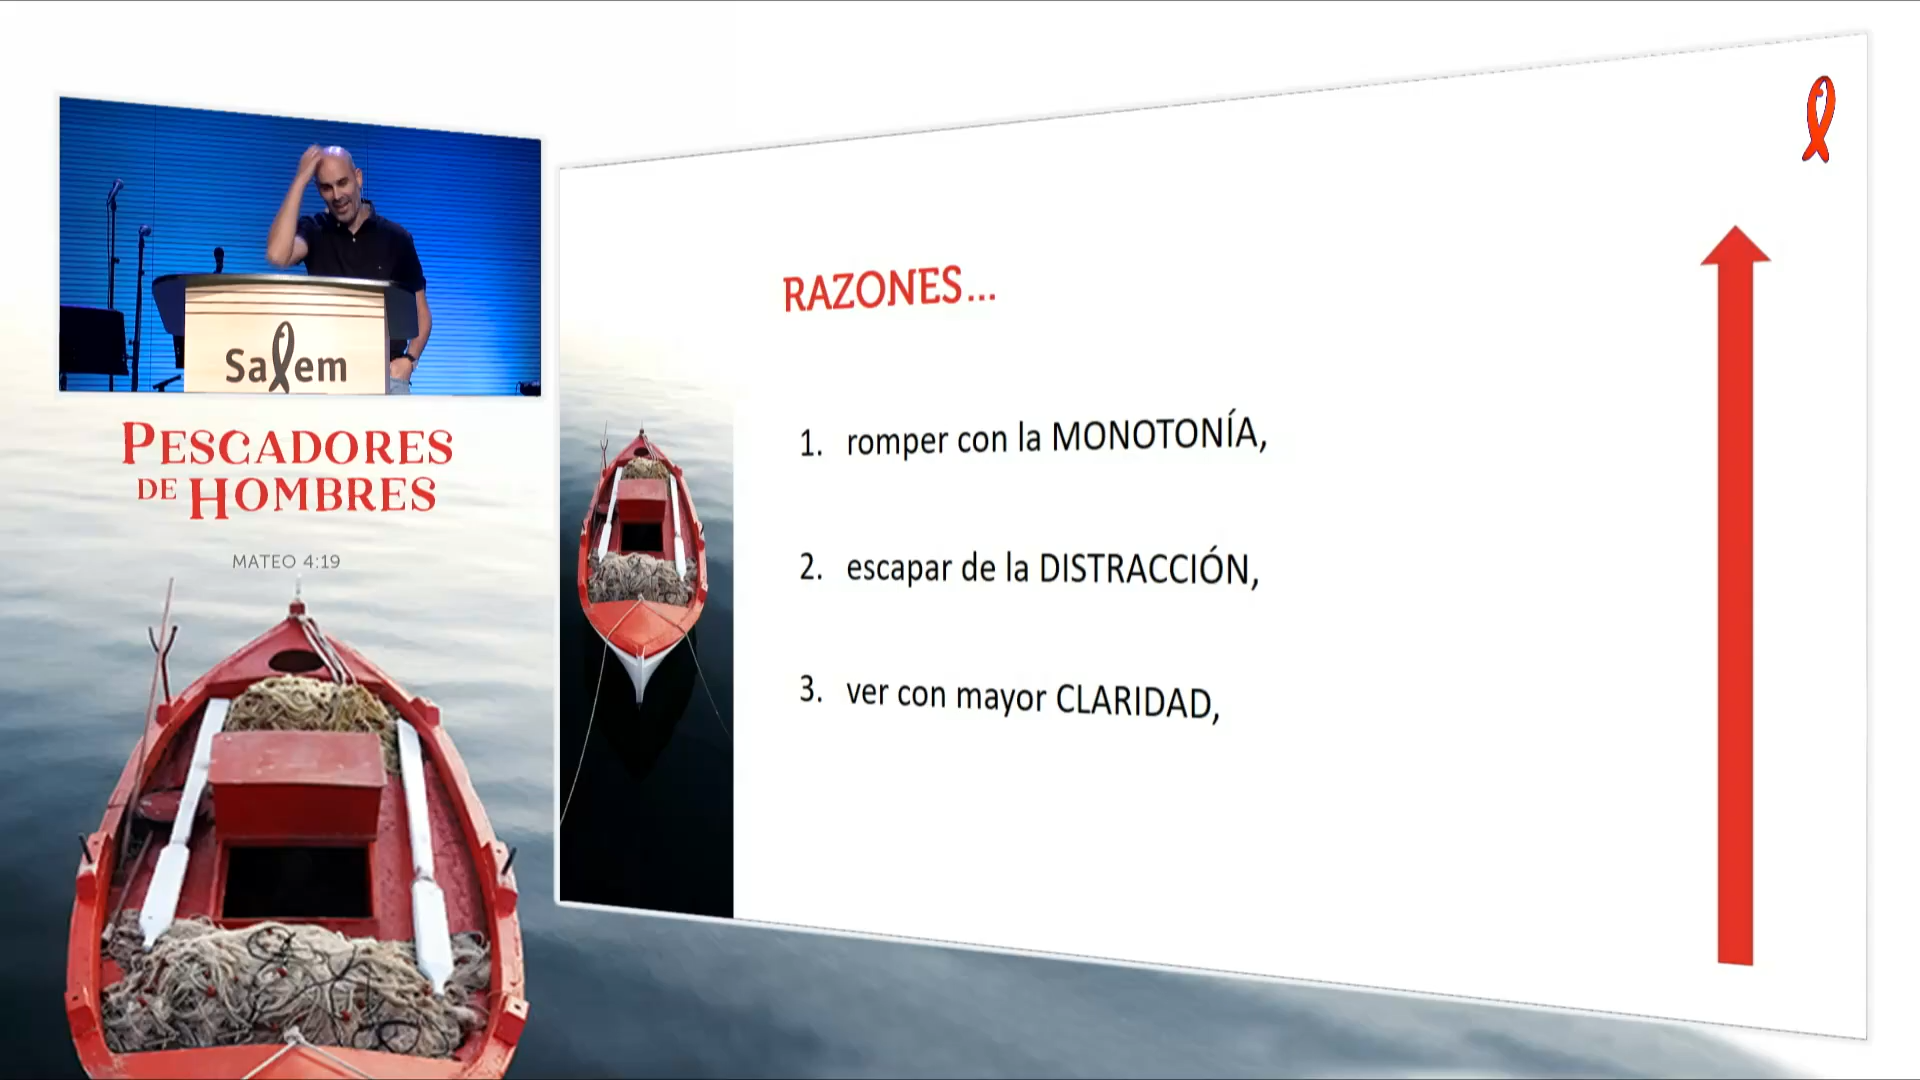 Salem
PESCADORES
DE HOMBRES
MATEO 4:19
RAZONES...
1. romper con la MONOTONÍA,
2. escapar de la DISTRACCIÓN,
3. ver con mayor CLARIDAD,